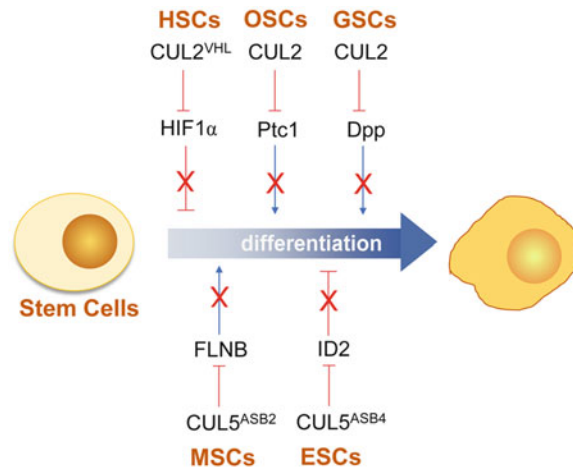 HSCs OSCs GSCs
CUL2VHL CUL2 CUL2
HIF1α Ptc1 Dpp
differentiation
Stem Cells
FLNB ID2
CUL5ASB2 CUL5ASB4
MSCs ESCs